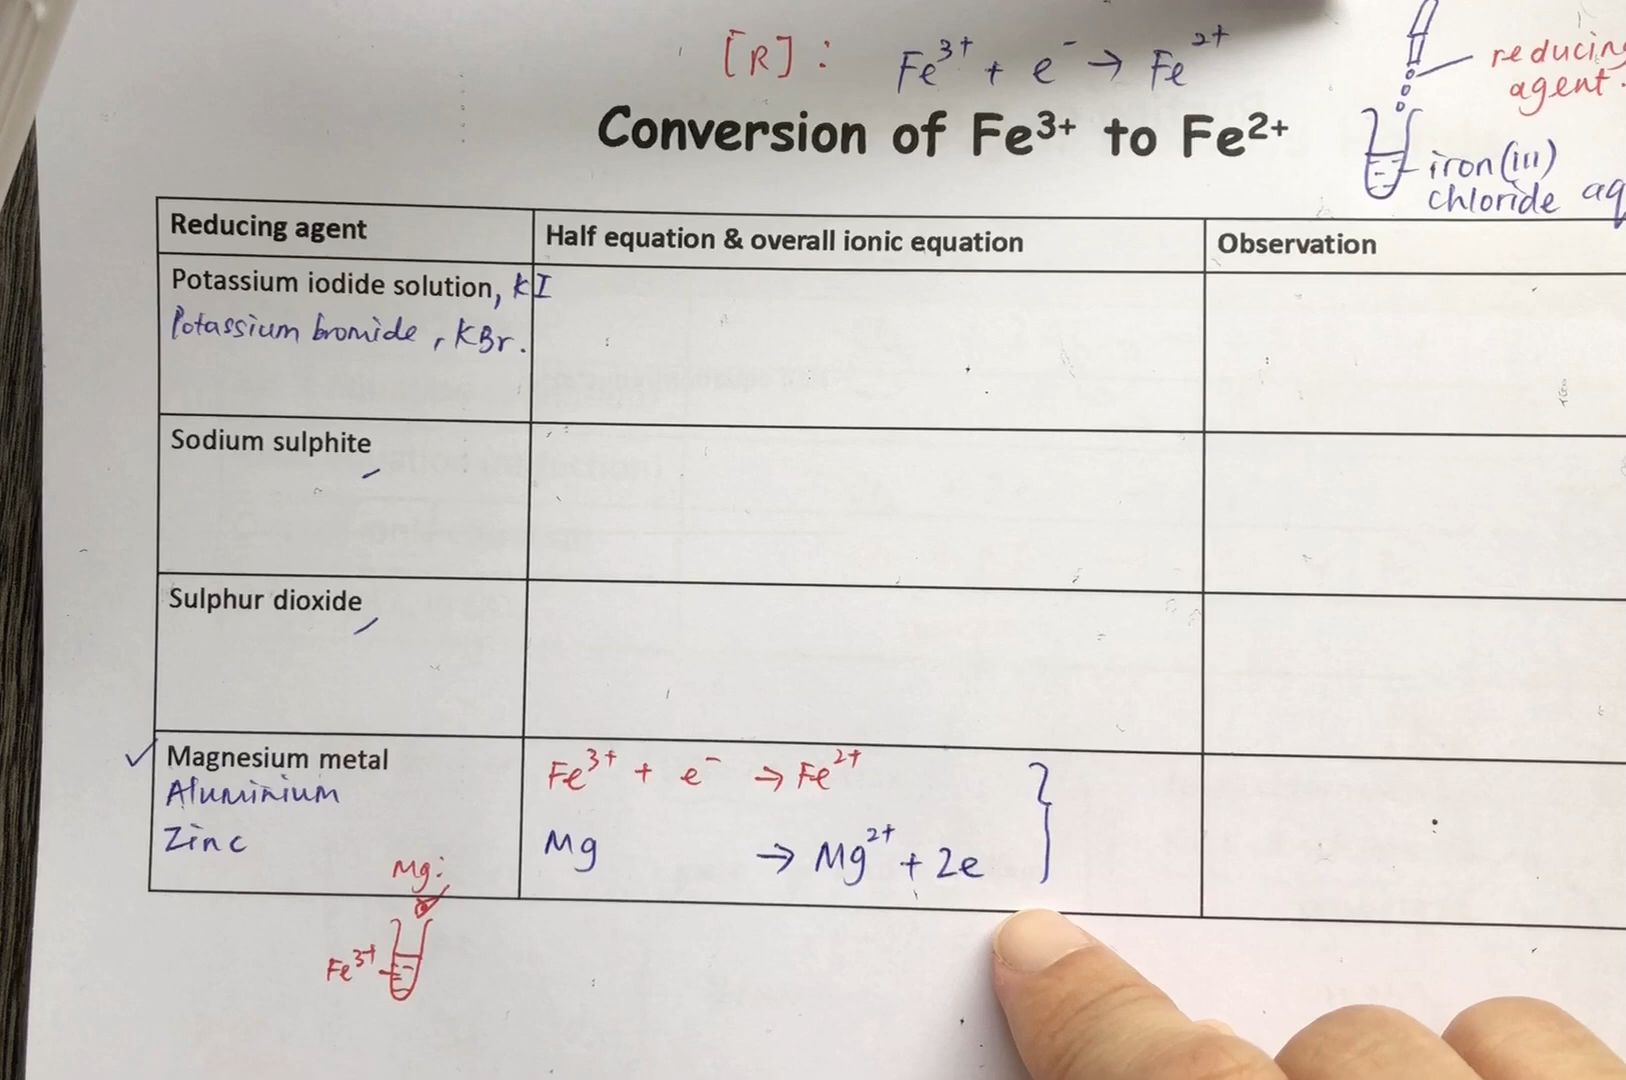 [R] : Fe³⁺ + e⁻ → Fe²⁺
reducing
agent.
Conversion of Fe³⁺ to Fe²⁺
iron(iii)
chloride aq
Reducing agent
Half equation & overall ionic equation
Observation
Potassium iodide solution, KI
Potassium bromide, KBr.
Sodium sulphite
Sulphur dioxide
✓ Magnesium metal
Aluminium
Zinc
Fe³⁺ + e⁻ → Fe²⁺
Mg → Mg²⁺ + 2e
Mg
Fe³⁺